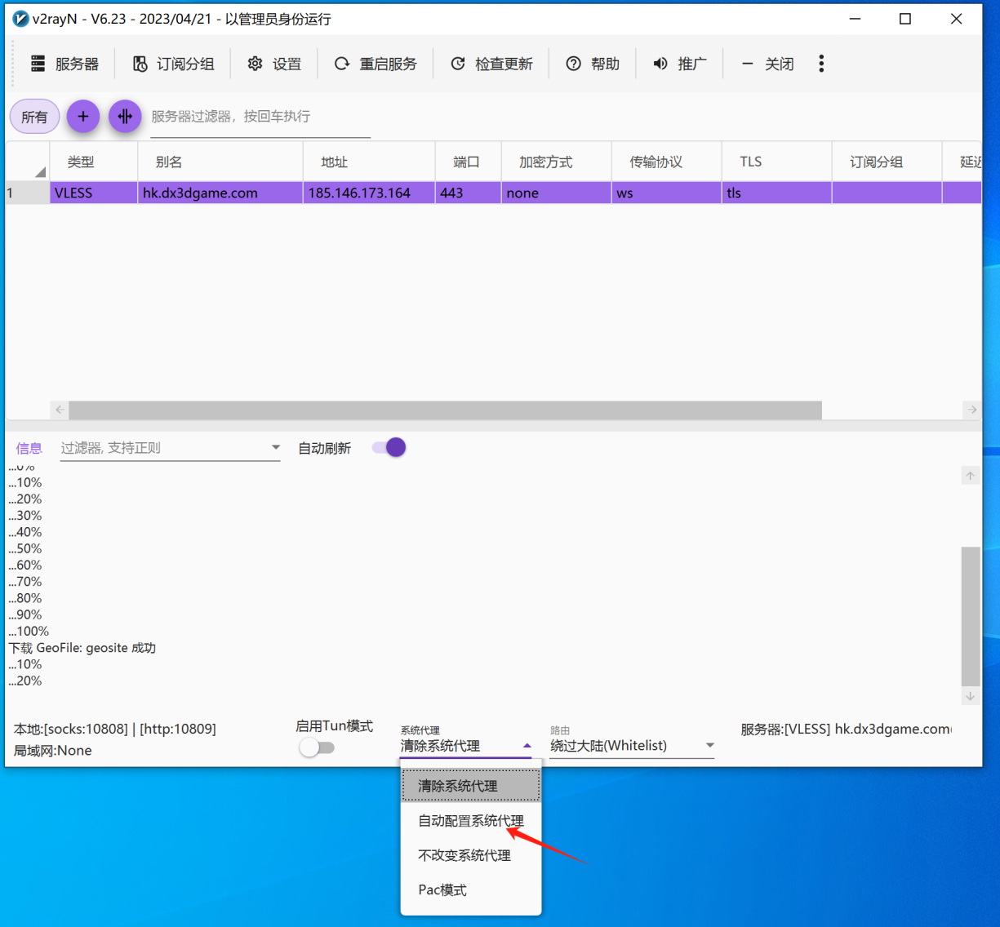 v2rayN - V6.23 - 2023/04/21 - 以管理员身份运行
服务器 订阅分组 设置 重启服务 检查更新 帮助 推广 关闭
所有 服务器过滤器，按回车执行
类型 别名 地址 端口 加密方式 传输协议 TLS 订阅分组 延迟
1 VLESS hk.dx3dgame.com 185.146.173.164 443 none ws tls
信息 过滤器, 支持正则 自动刷新
...0%
...10%
...20%
...30%
...40%
...50%
...60%
...70%
...80%
...90%
...100%
下载 GeoFile: geosite 成功
...10%
...20%
本地:[socks:10808] | [http:10809] 启用Tun模式 系统代理 路由 服务器:[VLESS] hk.dx3dgame.com(
局域网:None 清除系统代理 绕过大陆(Whitelist)
清除系统代理
自动配置系统代理
不改变系统代理
Pac模式